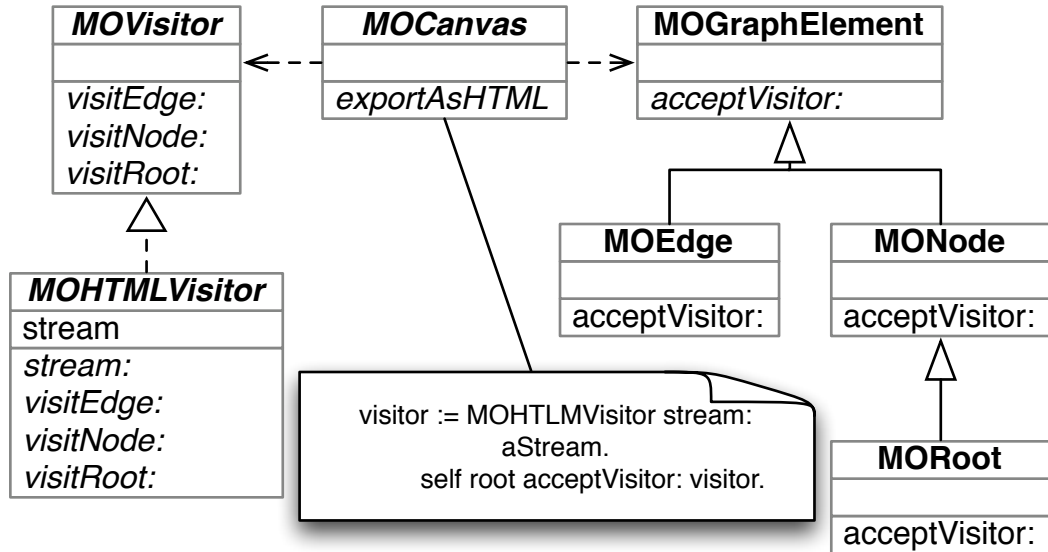 MOVisitor
visitEdge:
visitNode:
visitRoot:
MOCanvas
exportAsHTML
MOGraphElement
acceptVisitor:
MOHTMLVisitor
stream
stream:
visitEdge:
visitNode:
visitRoot:
MOEdge
acceptVisitor:
MONode
acceptVisitor:
visitor := MOHTLMVisitor stream:
aStream.
self root acceptVisitor: visitor.
MORoot
acceptVisitor: